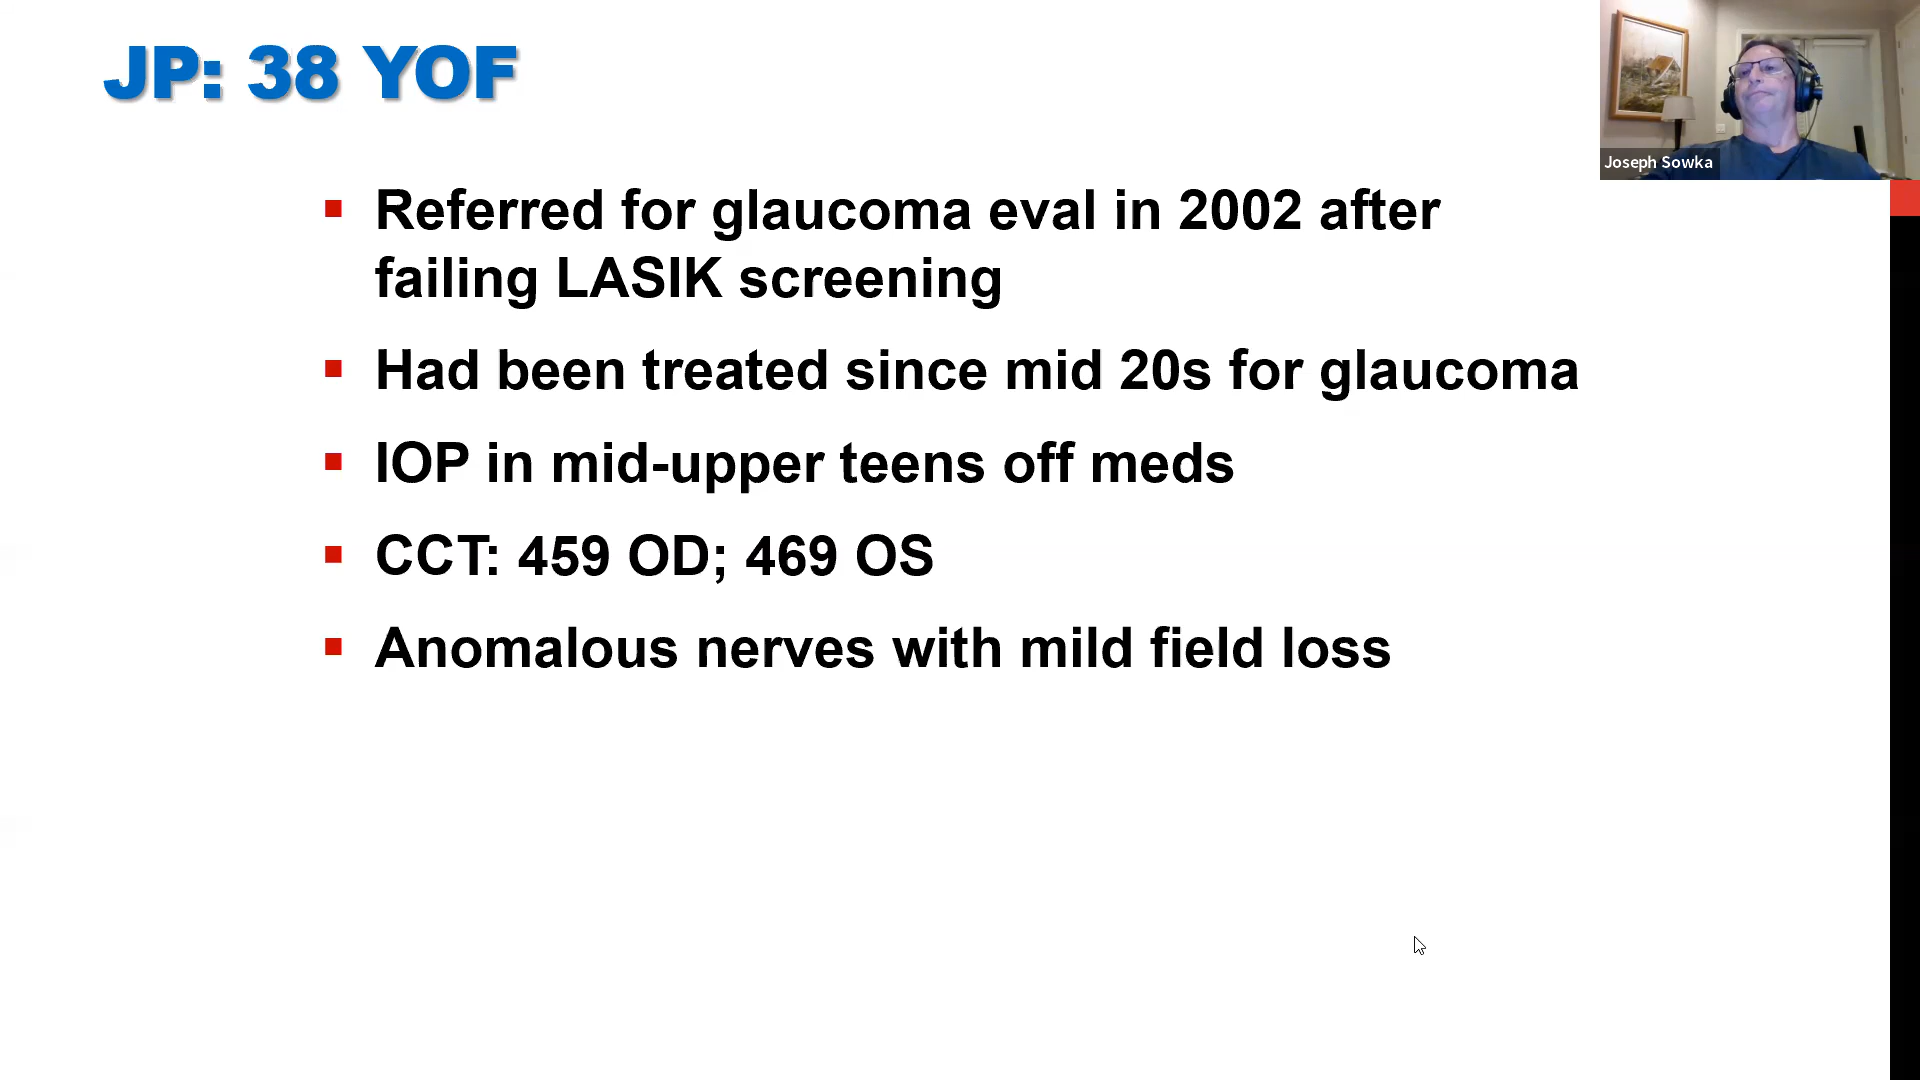 JP: 38 YOF
Joseph Sowka
Referred for glaucoma eval in 2002 after
failing LASIK screening
Had been treated since mid 20s for glaucoma
IOP in mid-upper teens off meds
CCT: 459 OD; 469 OS
Anomalous nerves with mild field loss